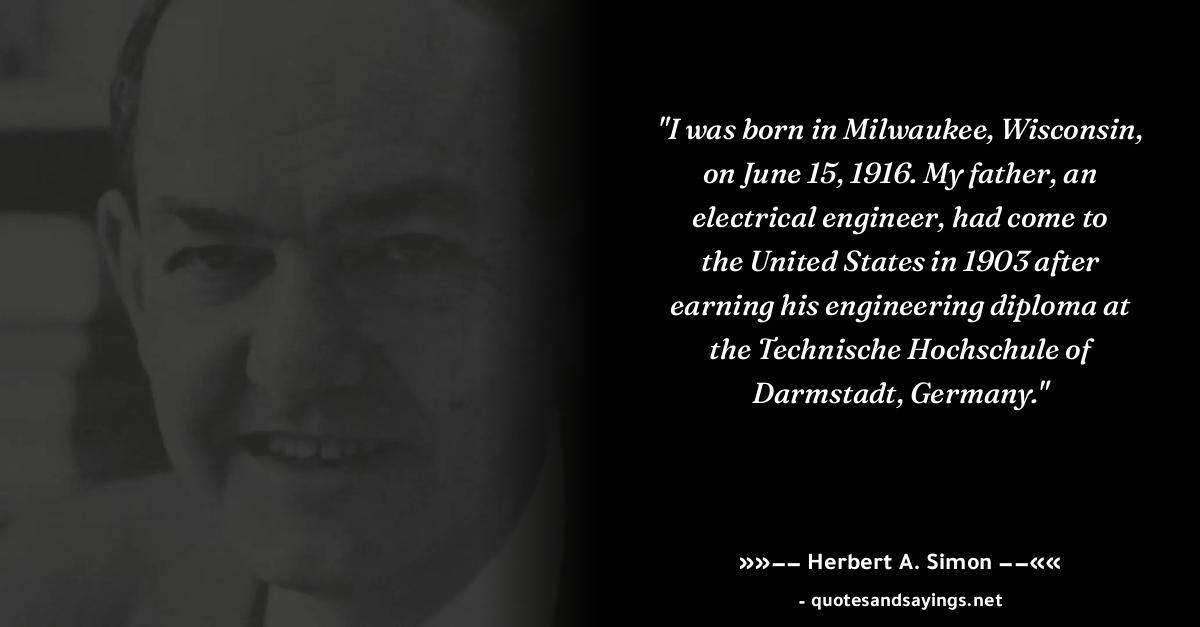 "I was born in Milwaukee, Wisconsin,
on June 15, 1916. My father, an
electrical engineer, had come to
the United States in 1903 after
earning his engineering diploma at
the Technische Hochschule of
Darmstadt, Germany."
»»–– Herbert A. Simon ––««
- quotesandsayings.net